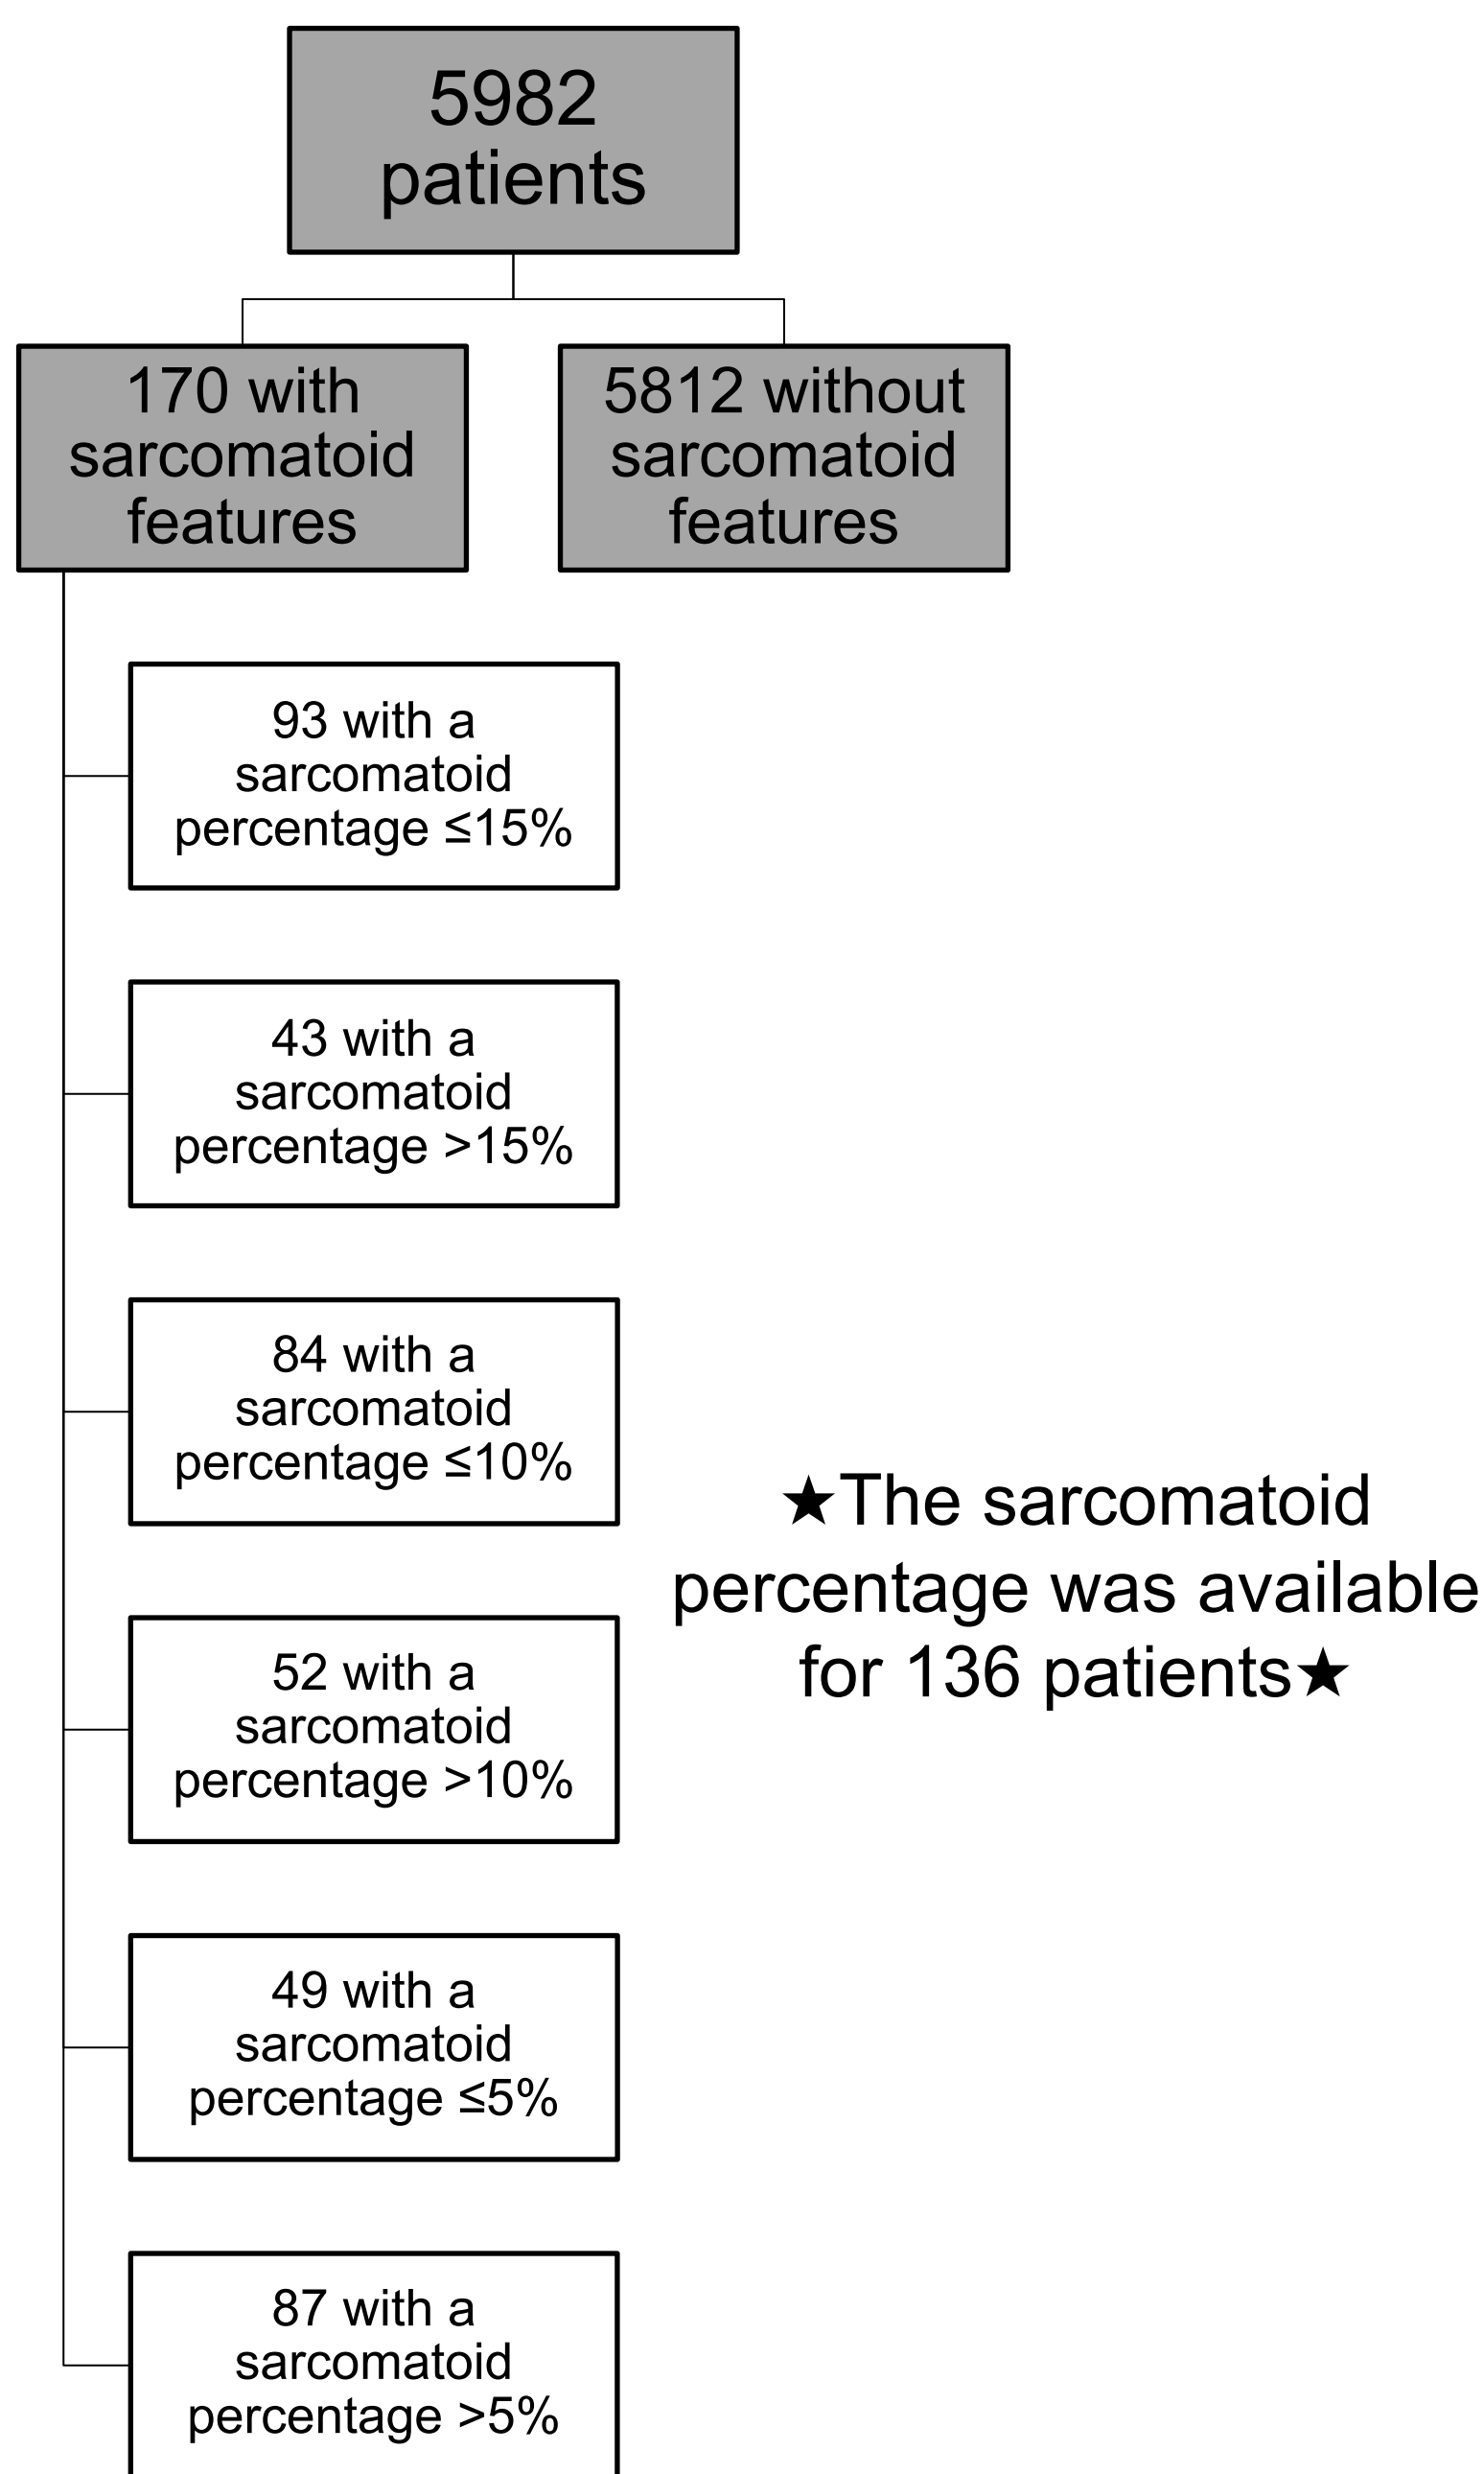 5982
patients
170 with
sarcomatoid
features
5812 without
sarcomatoid
features
93 with a
sarcomatoid
percentage ≤15%
43 with a
sarcomatoid
percentage >15%
84 with a
sarcomatoid
percentage ≤10%
52 with a
sarcomatoid
percentage >10%
49 with a
sarcomatoid
percentage ≤5%
87 with a
sarcomatoid
percentage >5%
★The sarcomatoid
percentage was available
for 136 patients★